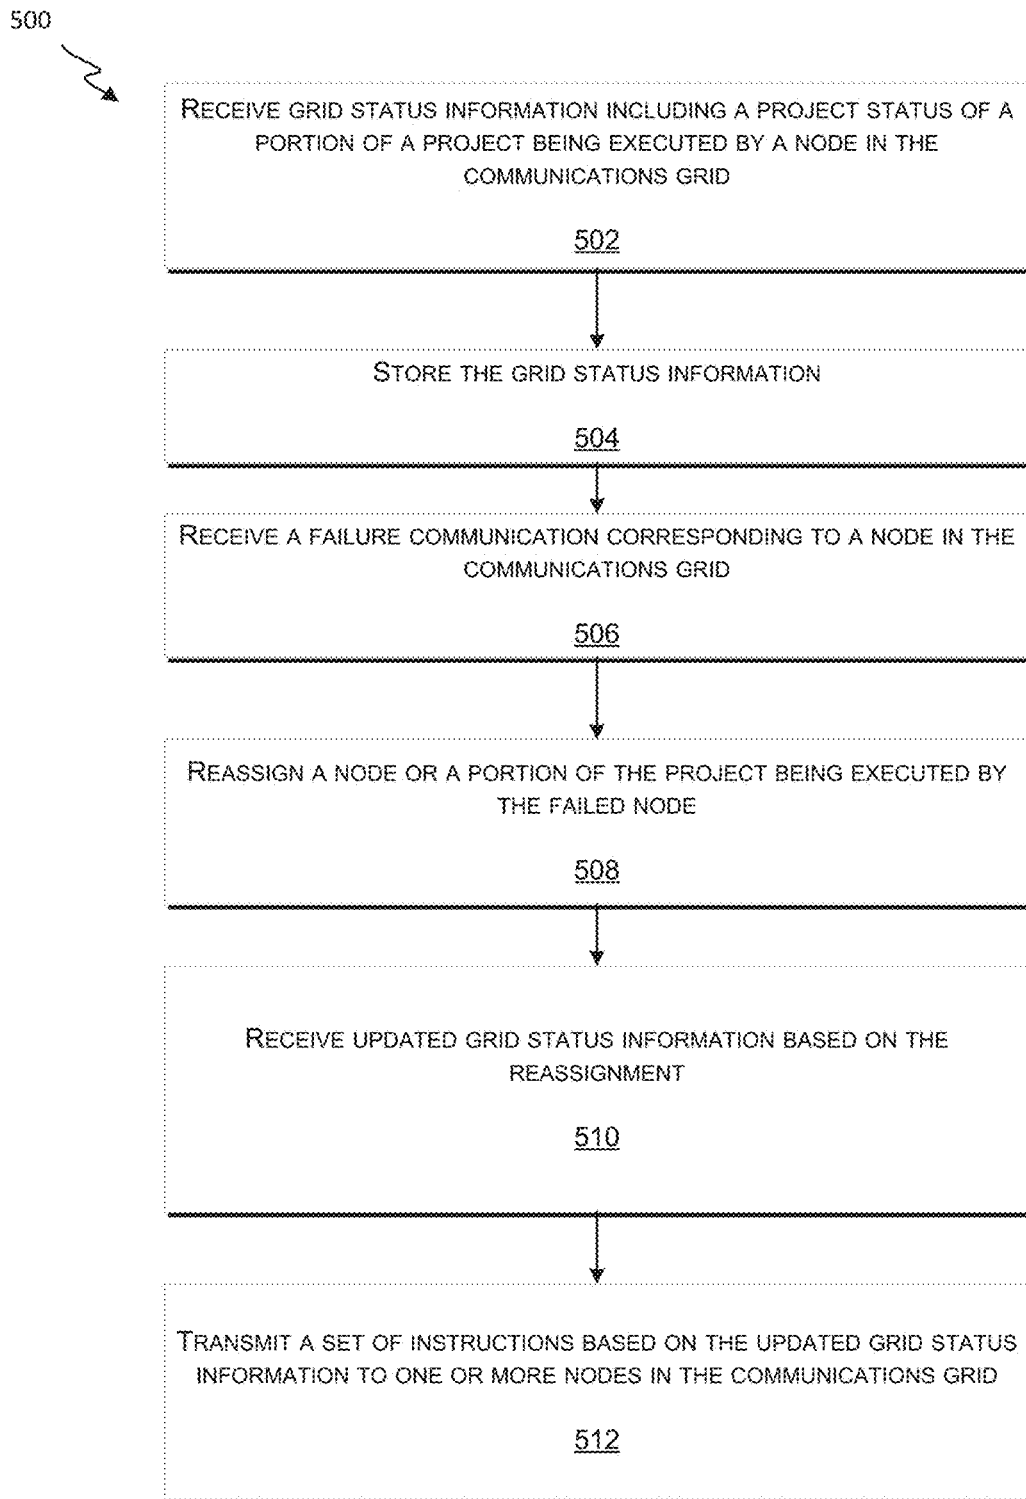 500
RECEIVE GRID STATUS INFORMATION INCLUDING A PROJECT STATUS OF A
PORTION OF A PROJECT BEING EXECUTED BY A NODE IN THE
COMMUNICATIONS GRID
502
STORE THE GRID STATUS INFORMATION
504
RECEIVE A FAILURE COMMUNICATION CORRESPONDING TO A NODE IN THE
COMMUNICATIONS GRID
506
REASSIGN A NODE OR A PORTION OF THE PROJECT BEING EXECUTED BY
THE FAILED NODE
508
RECEIVE UPDATED GRID STATUS INFORMATION BASED ON THE
REASSIGNMENT
510
TRANSMIT A SET OF INSTRUCTIONS BASED ON THE UPDATED GRID STATUS
INFORMATION TO ONE OR MORE NODES IN THE COMMUNICATIONS GRID
512